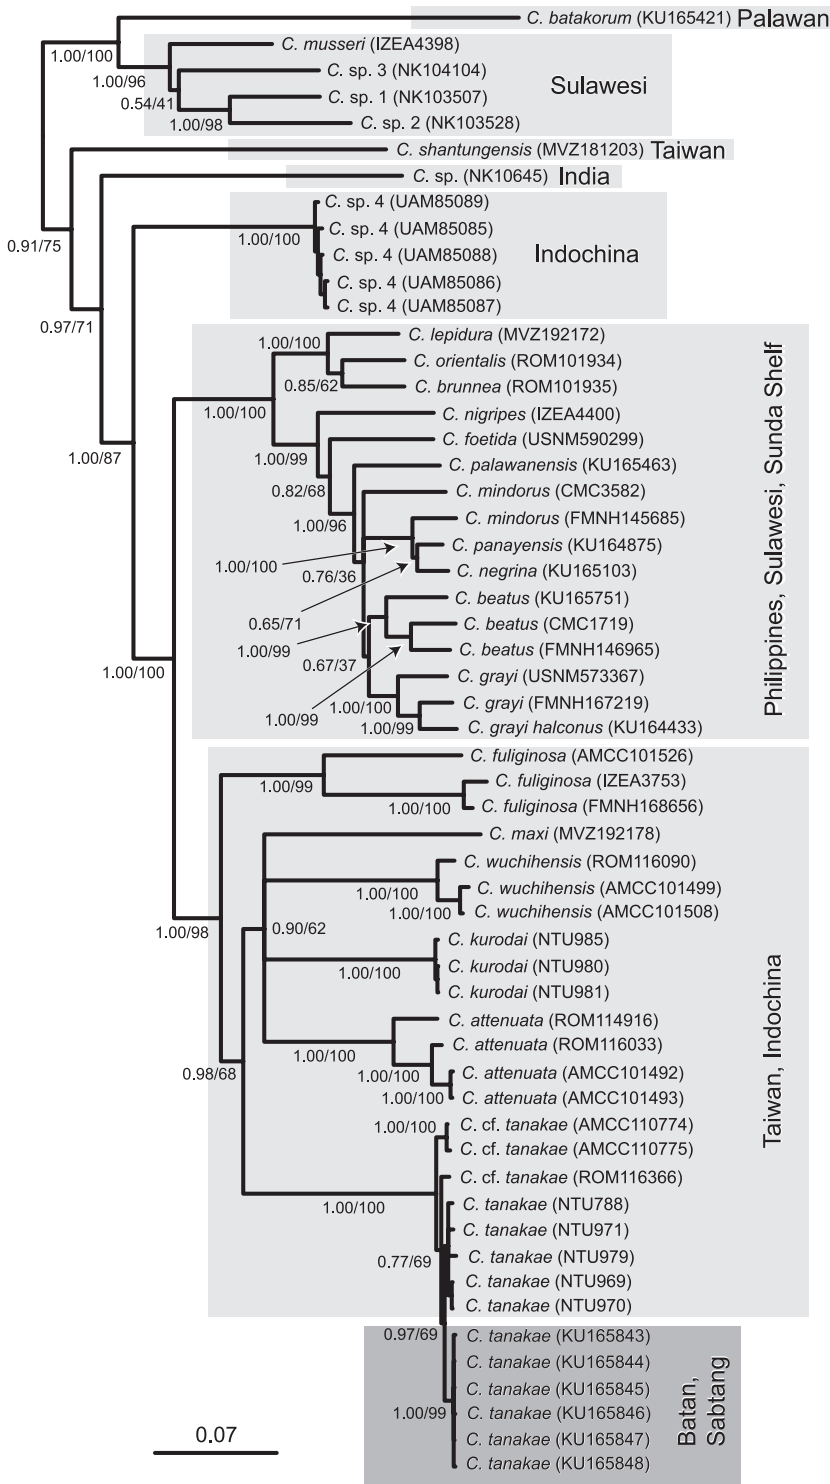 C. batakorum (KU165421) Palawan
1.00/100
C. musseri (IZEA4398)
1.00/96
C. sp. 3 (NK104104)
Sulawesi
0.54/41
C. sp. 1 (NK103507)
1.00/98
C. sp. 2 (NK103528)
C. shantungensis (MVZ181203) Taiwan
C. sp. (NK10645) India
C. sp. 4 (UAM85089)
C. sp. 4 (UAM85085)
0.91/75
1.00/100
C. sp. 4 (UAM85088)
Indochina
C. sp. 4 (UAM85086)
C. sp. 4 (UAM85087)
0.97/71
C. lepidura (MVZ192172)
1.00/100
C. orientalis (ROM101934)
0.85/62
C. brunnea (ROM101935)
1.00/100
C. nigripes (IZEA4400)
C. foetida (USNM590299)
1.00/87
1.00/99
C. palawanensis (KU165463)
0.82/68
C. mindorus (CMC3582)
1.00/96
C. mindorus (FMNH145685)
C. panayensis (KU164875)
1.00/100
0.76/36
C. negrina (KU165103)
C. beatus (KU165751)
0.65/71
C. beatus (CMC1719)
1.00/99
C. beatus (FMNH146965)
0.67/37
1.00/100
C. grayi (USNM573367)
1.00/100
C. grayi (FMNH167219)
1.00/99
1.00/99
C. grayi halconus (KU164433)
Philippines, Sulawesi, Sunda Shelf
C. fuliginosa (AMCC101526)
1.00/99
C. fuliginosa (IZEA3753)
1.00/100
C. fuliginosa (FMNH168656)
C. maxi (MVZ192178)
C. wuchihensis (ROM116090)
1.00/100
C. wuchihensis (AMCC101499)
1.00/100
C. wuchihensis (AMCC101508)
1.00/98
0.90/62
C. kurodai (NTU985)
C. kurodai (NTU980)
1.00/100
C. kurodai (NTU981)
C. attenuata (ROM114916)
C. attenuata (ROM116033)
1.00/100
C. attenuata (AMCC101492)
0.98/68
1.00/100
C. attenuata (AMCC101493)
1.00/100
C. cf. tanakae (AMCC110774)
1.00/100
C. cf. tanakae (AMCC110775)
C. cf. tanakae (ROM116366)
1.00/100
C. tanakae (NTU788)
C. tanakae (NTU971)
0.77/69
C. tanakae (NTU979)
C. tanakae (NTU969)
C. tanakae (NTU970)
Taiwan, Indochina
0.97/69
C. tanakae (KU165843)
C. tanakae (KU165844)
C. tanakae (KU165845)
1.00/99
C. tanakae (KU165846)
C. tanakae (KU165847)
C. tanakae (KU165848)
Batan,
Sabtang
0.07